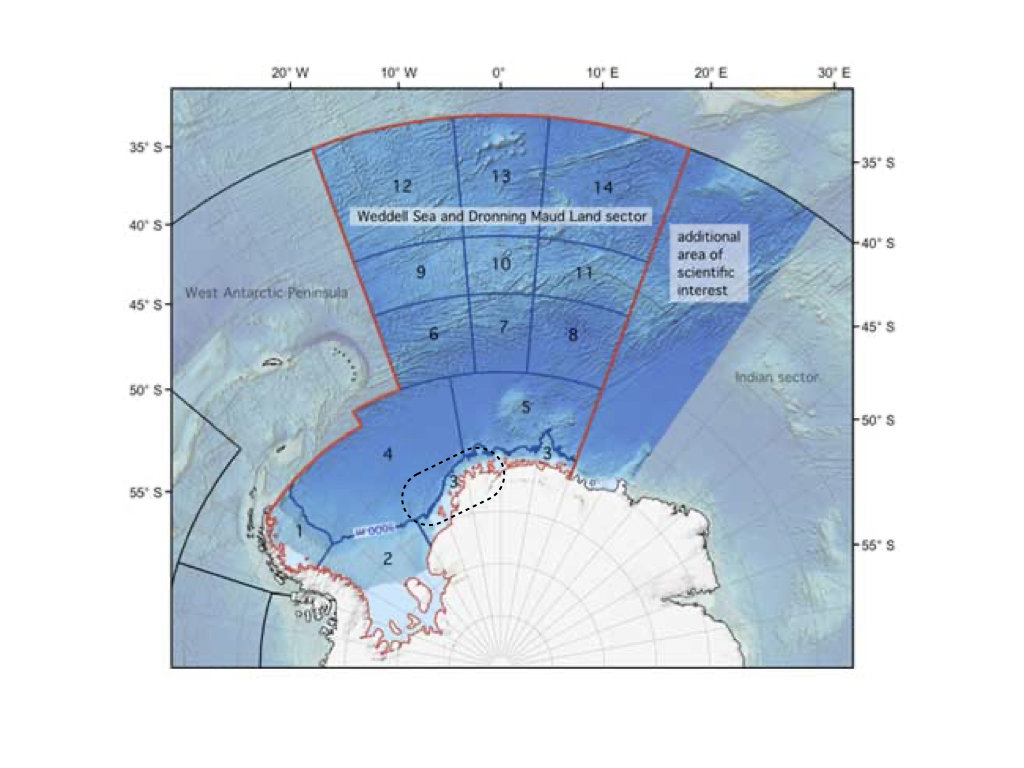 20° W 10° W 0° 10° E 20° E 30° E
35° S
35° S
12
13
14
Weddell Sea and Dronning Maud Land sector
40° S
40° S
additional
area of
scientific
interest
9
10
11
West Antarctic Peninsula
45° S
45° S
6
7
8
Indian sector
50° S
50° S
5
4
3
3
55° S
55° S
1
3000 m
2